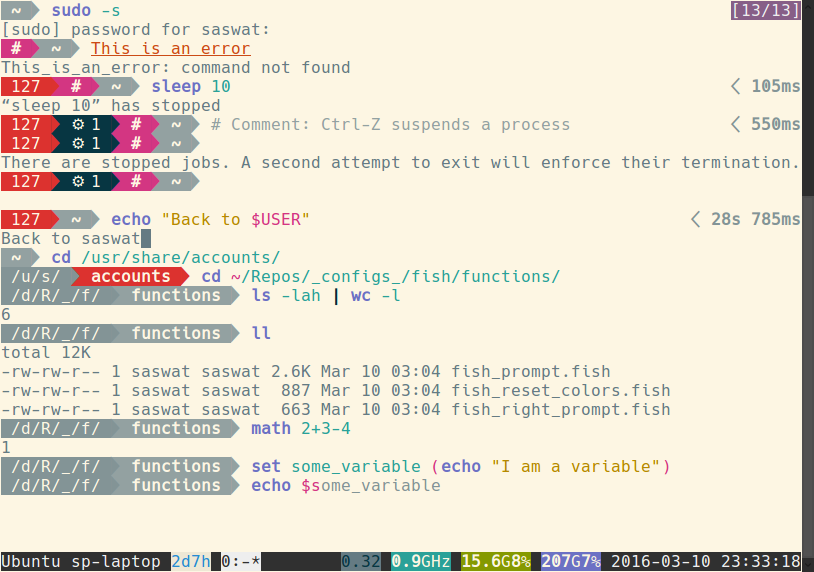 ~ sudo -s [13/13]
[sudo] password for saswat:
# ~ This is an error
This_is_an_error: command not found
127 # ~ sleep 10 105ms
“sleep 10” has stopped
127 ⚙ 1 # ~ # Comment: Ctrl-Z suspends a process 550ms
127 ⚙ 1 # ~
There are stopped jobs. A second attempt to exit will enforce their termination.
127 ⚙ 1 # ~
127 ~ echo "Back to $USER" 28s 785ms
Back to saswat
~ cd /usr/share/accounts/
/u/s/ accounts cd ~/Repos/_configs_/fish/functions/
/d/R/_/f/ functions ls -lah | wc -l
6
/d/R/_/f/ functions ll
total 12K
-rw-rw-r-- 1 saswat saswat 2.6K Mar 10 03:04 fish_prompt.fish
-rw-rw-r-- 1 saswat saswat  887 Mar 10 03:04 fish_reset_colors.fish
-rw-rw-r-- 1 saswat saswat  663 Mar 10 03:04 fish_right_prompt.fish
/d/R/_/f/ functions math 2+3-4
1
/d/R/_/f/ functions set some_variable (echo "I am a variable")
/d/R/_/f/ functions echo $some_variable
Ubuntu sp-laptop 2d7h 0:-* 0.32 0.9GHz 15.6G8% 207G7% 2016-03-10 23:33:18